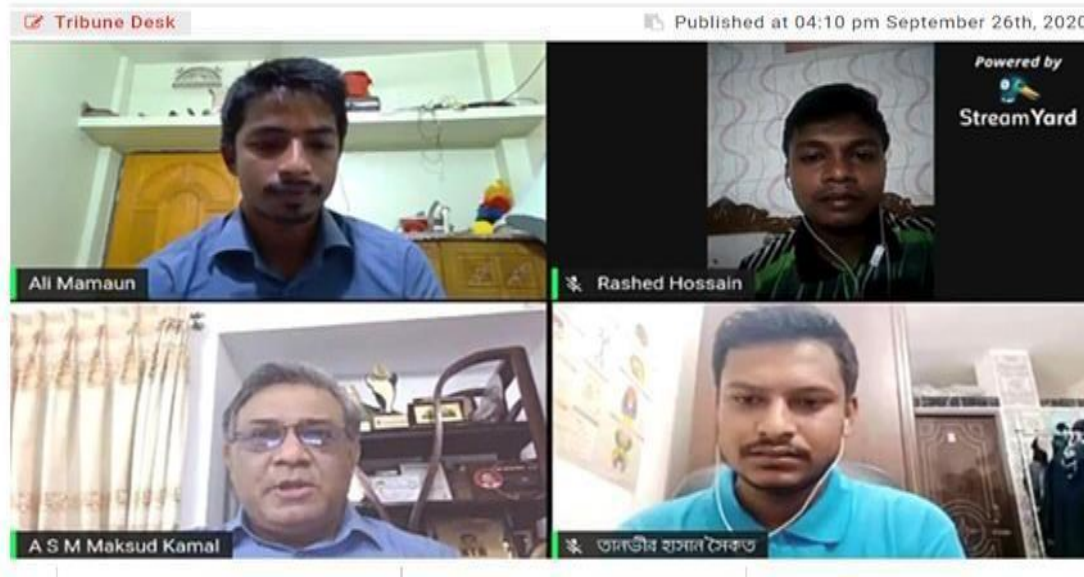 Tribune Desk
Published at 04:10 pm September 26th, 2020
Powered by
StreamYard
Ali Mamaun
Rashed Hossain
A S M Maksud Kamal
তানভীর হাসান সৈকত